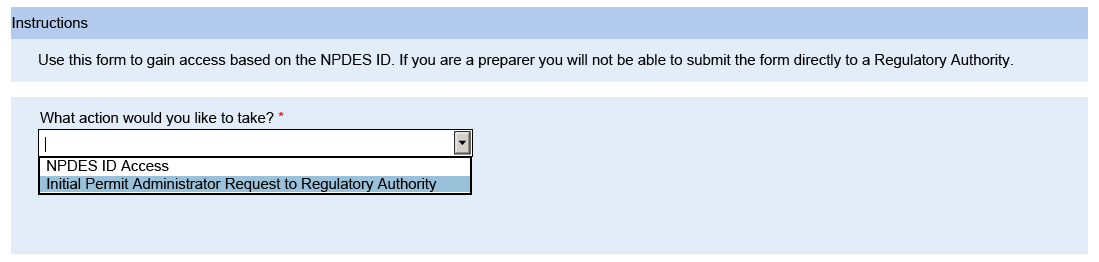 Instructions
Use this form to gain access based on the NPDES ID. If you are a preparer you will not be able to submit the form directly to a Regulatory Authority.
What action would you like to take? *
NPDES ID Access
Initial Permit Administrator Request to Regulatory Authority